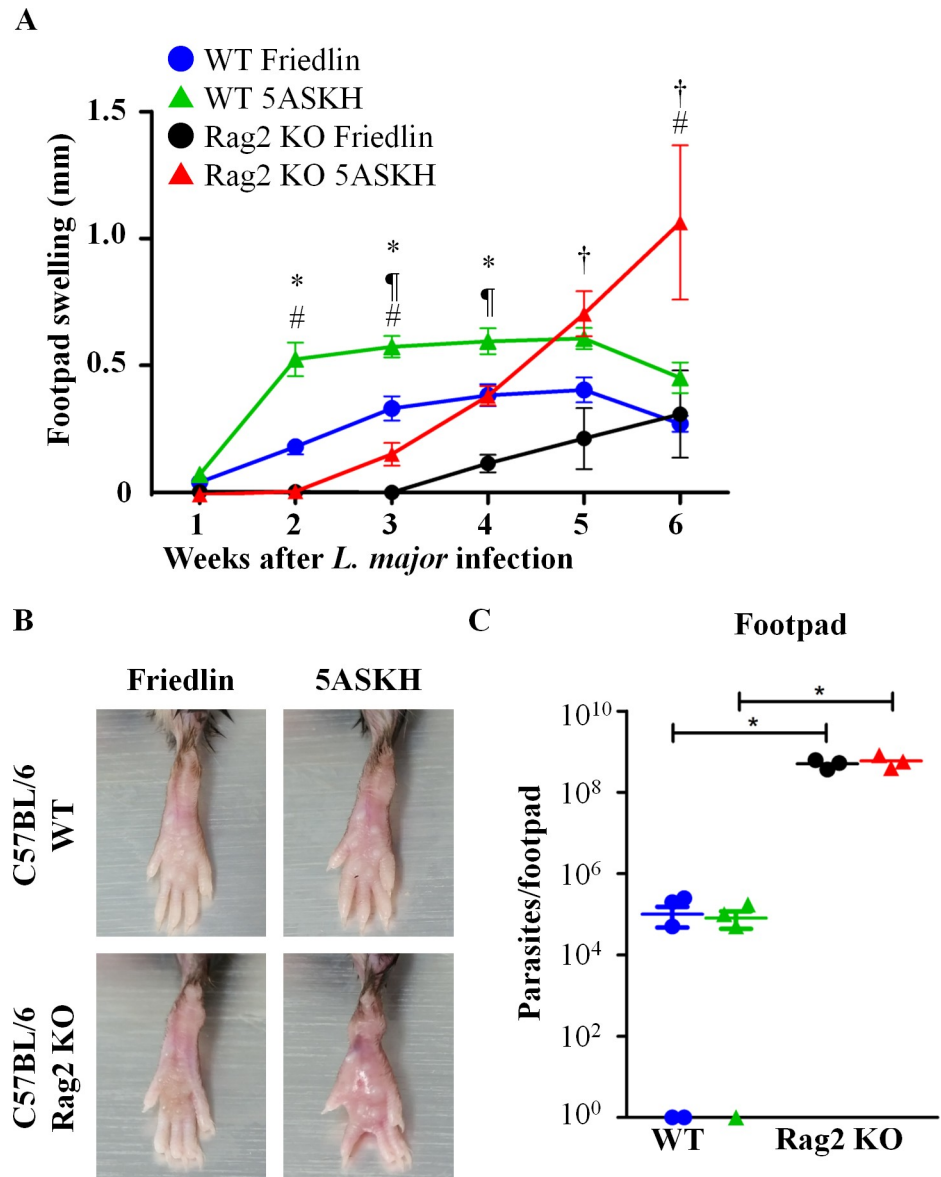 A
WT Friedlin
WT 5ASKH
Rag2 KO Friedlin
Rag2 KO 5ASKH
Footpad swelling (mm)
1.5
1.0
0.5
0
*
#
*
¶
#
*
¶
†
†
#
1 2 3 4 5 6
Weeks after L. major infection
B
Friedlin 5ASKH
C57BL/6
WT
C57BL/6
Rag2 KO
C
Footpad
*
*
Parasites/footpad
10¹⁰
10⁸
10⁶
10⁴
10²
10⁰
WT Rag2 KO